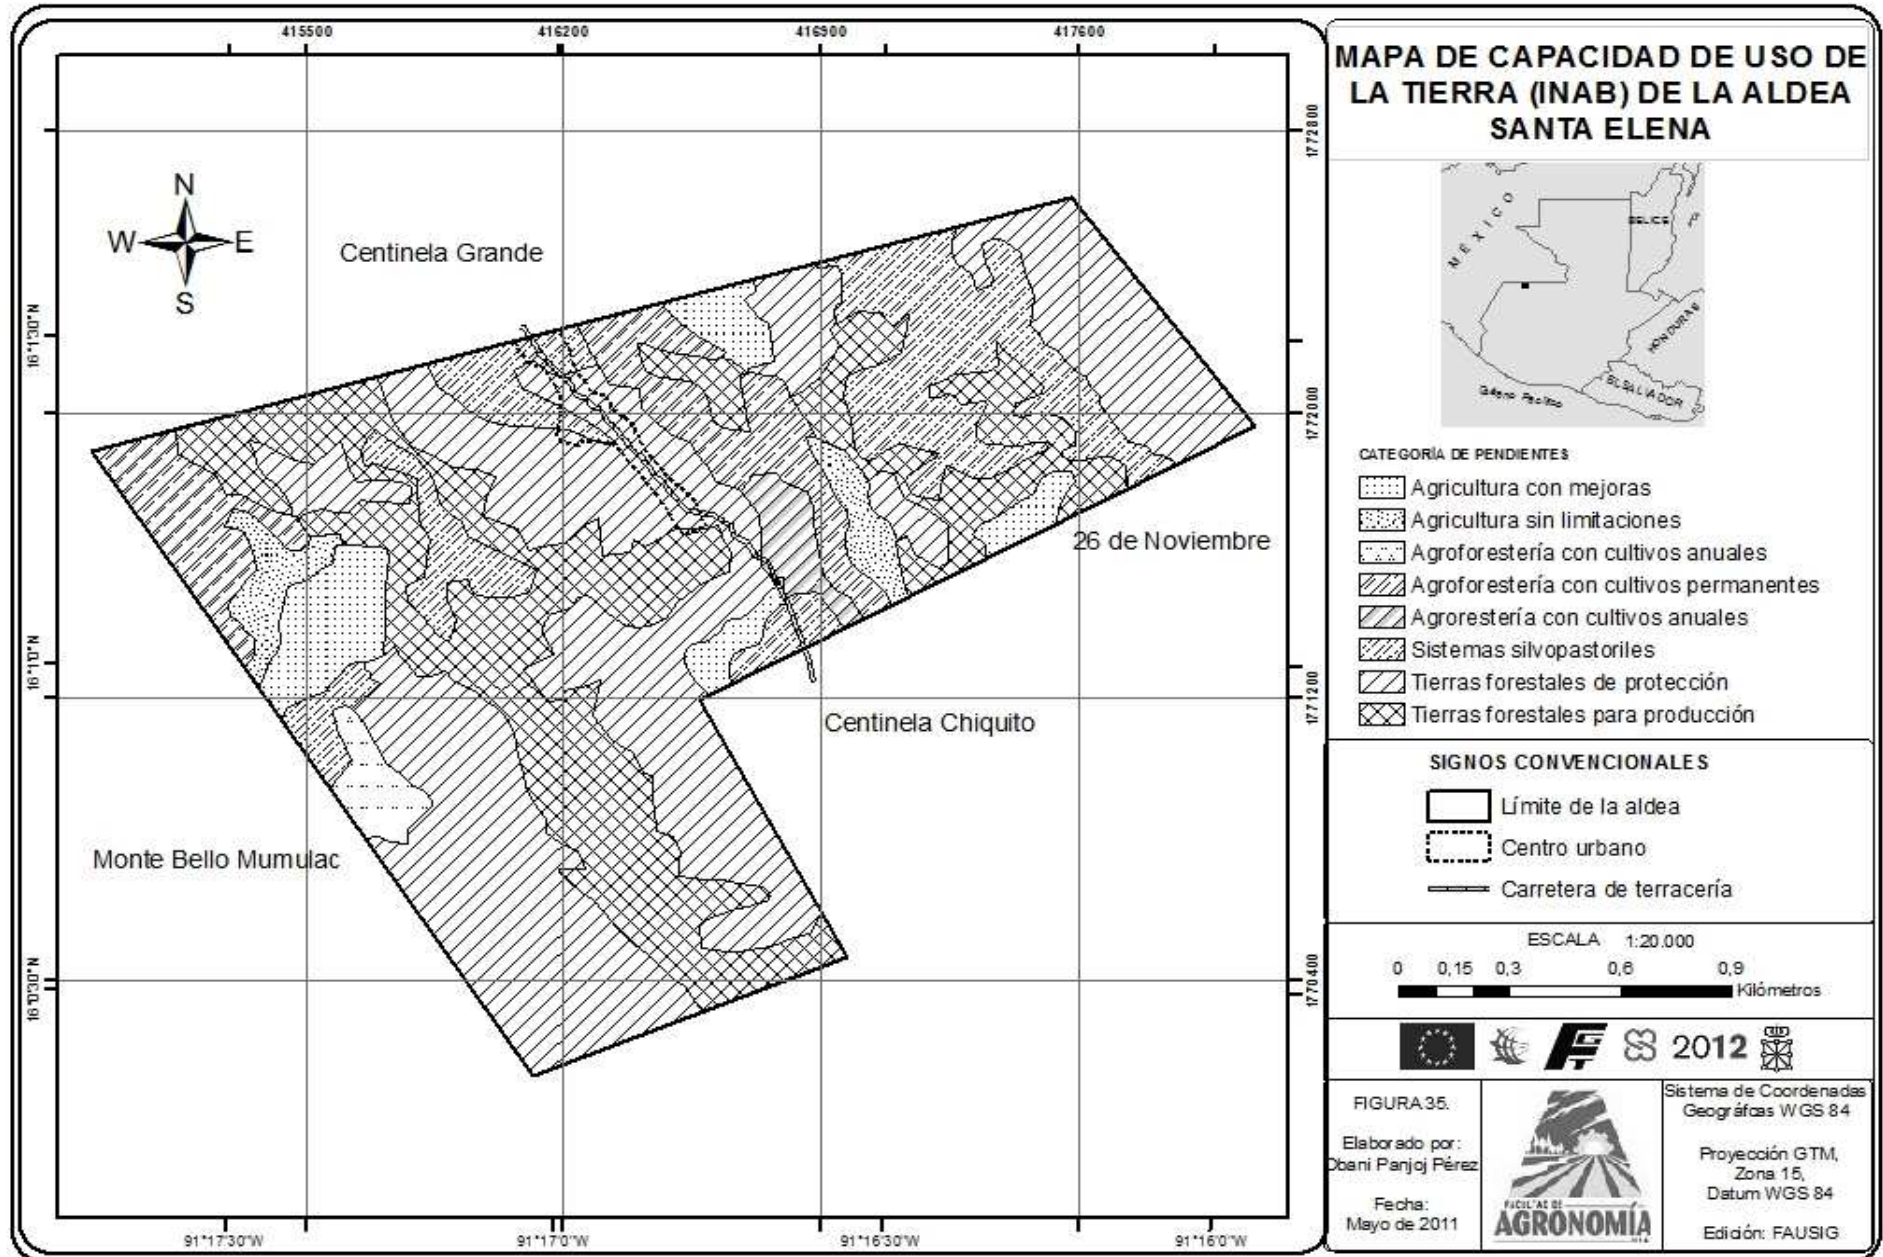 415500
416200
416900
417600
1772800
1772000
1771200
1770400
16°1'30"N
16°1'0"N
16°0'30"N
91°17'30"W
91°17'0"W
91°16'30"W
91°16'0"W
N
W
E
S
Centinela Grande
26 de Noviembre
Centinela Chiquito
Monte Bello Mumulac
MAPA DE CAPACIDAD DE USO DE
LA TIERRA (INAB) DE LA ALDEA
SANTA ELENA
MÉXICO
BELICE
HONDURAS
EL SALVADOR
Océano Pacífico
CATEGORÍA DE PENDIENTES
Agricultura con mejoras
Agricultura sin limitaciones
Agroforestería con cultivos anuales
Agroforestería con cultivos permanentes
Agrorestería con cultivos anuales
Sistemas silvopastoriles
Tierras forestales de protección
Tierras forestales para producción
SIGNOS CONVENCIONALES
Límite de la aldea
Centro urbano
Carretera de terracería
ESCALA 1:20.000
0 0,15 0,3 0,6 0,9
Kilómetros
FGT
2012
FIGURA 35.
Elaborado por:
Obani Panjoj Pérez
Fecha:
Mayo de 2011
FACULTAD DE
AGRONOMÍA
Sistema de Coordenadas
Geográfcas WGS 84
Proyección GTM,
Zona 15,
Datum WGS 84
Edición: FAUSIG